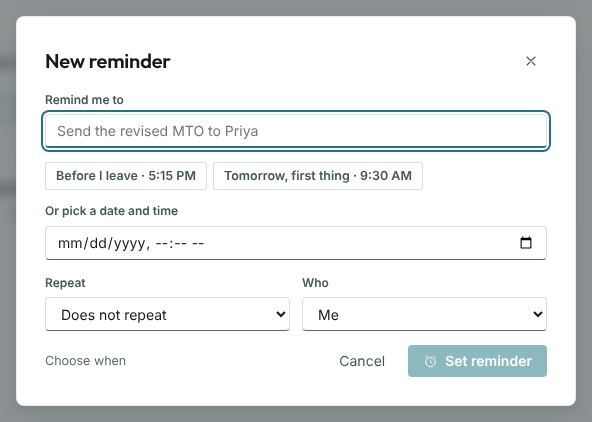 New reminder
Remind me to
Send the revised MTO to Priya
Before I leave · 5:15 PM
Tomorrow, first thing · 9:30 AM
Or pick a date and time
mm/dd/yyyy, --:-- --
Repeat
Who
Does not repeat
Me
Choose when
Cancel
Set reminder